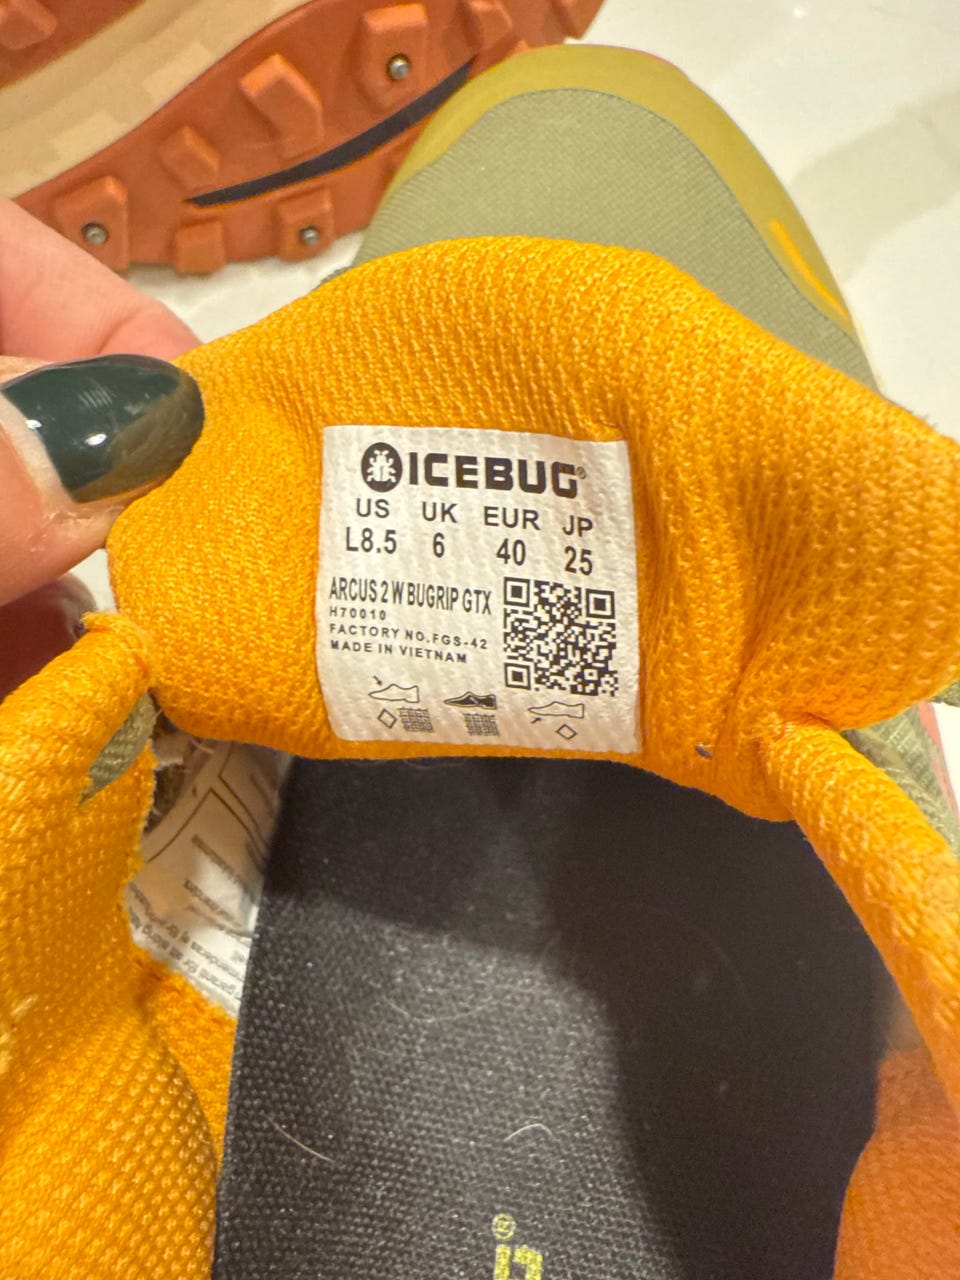 ICEBUG®
US UK EUR JP
L8.5 6 40 25
ARCUS 2 W BUGRIP GTX
H70010
FACTORY NO.FGS-42
MADE IN VIETNAM